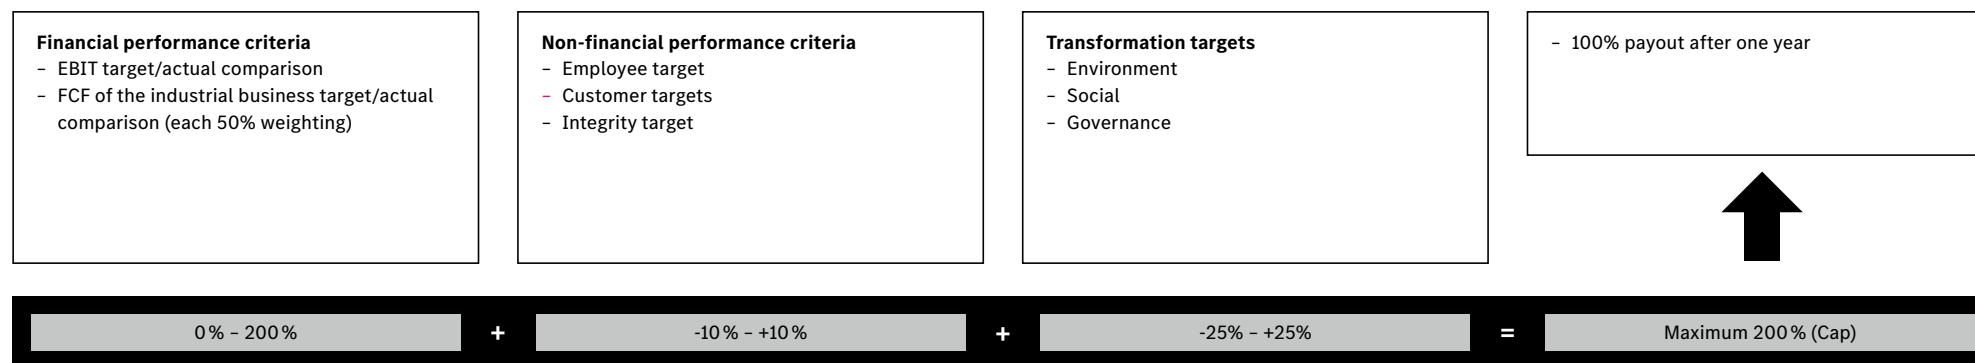 Financial performance criteria
– EBIT target/actual comparison
– FCF of the industrial business target/actual
comparison (each 50% weighting)
Non-financial performance criteria
– Employee target
– Customer targets
– Integrity target
Transformation targets
– Environment
– Social
– Governance
– 100% payout after one year
0% – 200% + -10% – +10% + -25% – +25% = Maximum 200% (Cap)